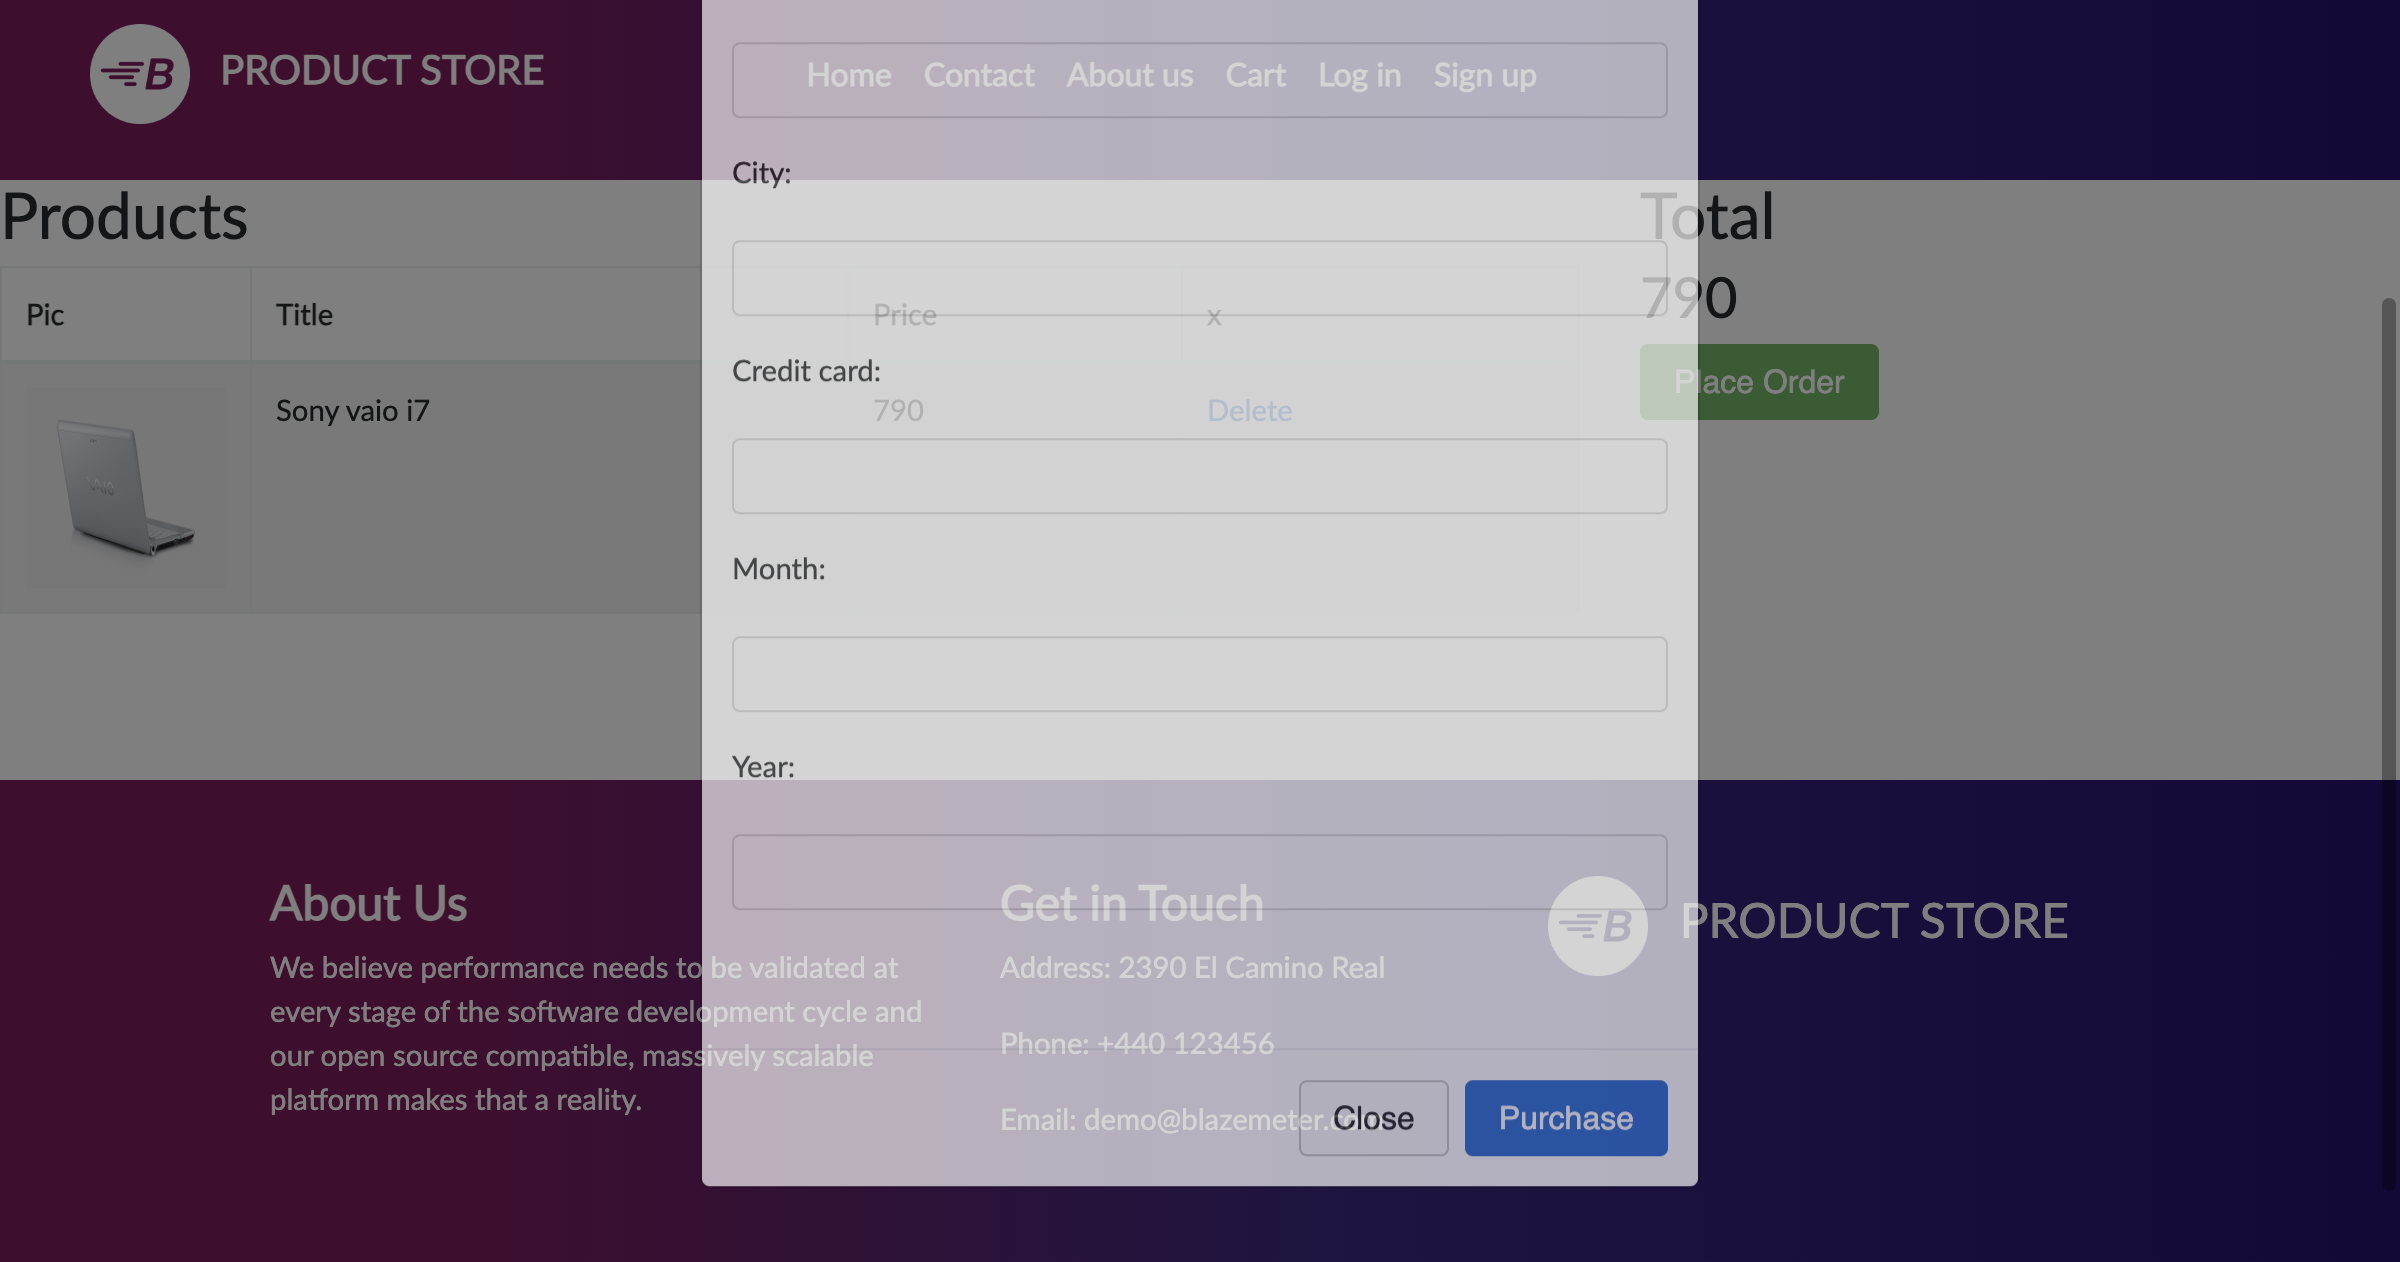 B PRODUCT STORE
Home Contact About us Cart Log in Sign up
City:
Products
Total
790
Pic Title Price x
Credit card:
Place Order
Sony vaio i7 790 Delete
VAIO
Month:
Year:
About Us
We believe performance needs to be validated at
every stage of the software development cycle and
our open source compatible, massively scalable
platform makes that a reality.
Get in Touch
Address: 2390 El Camino Real
Phone: +440 123456
Email: demo@blazemeter.com
B PRODUCT STORE
Close Purchase